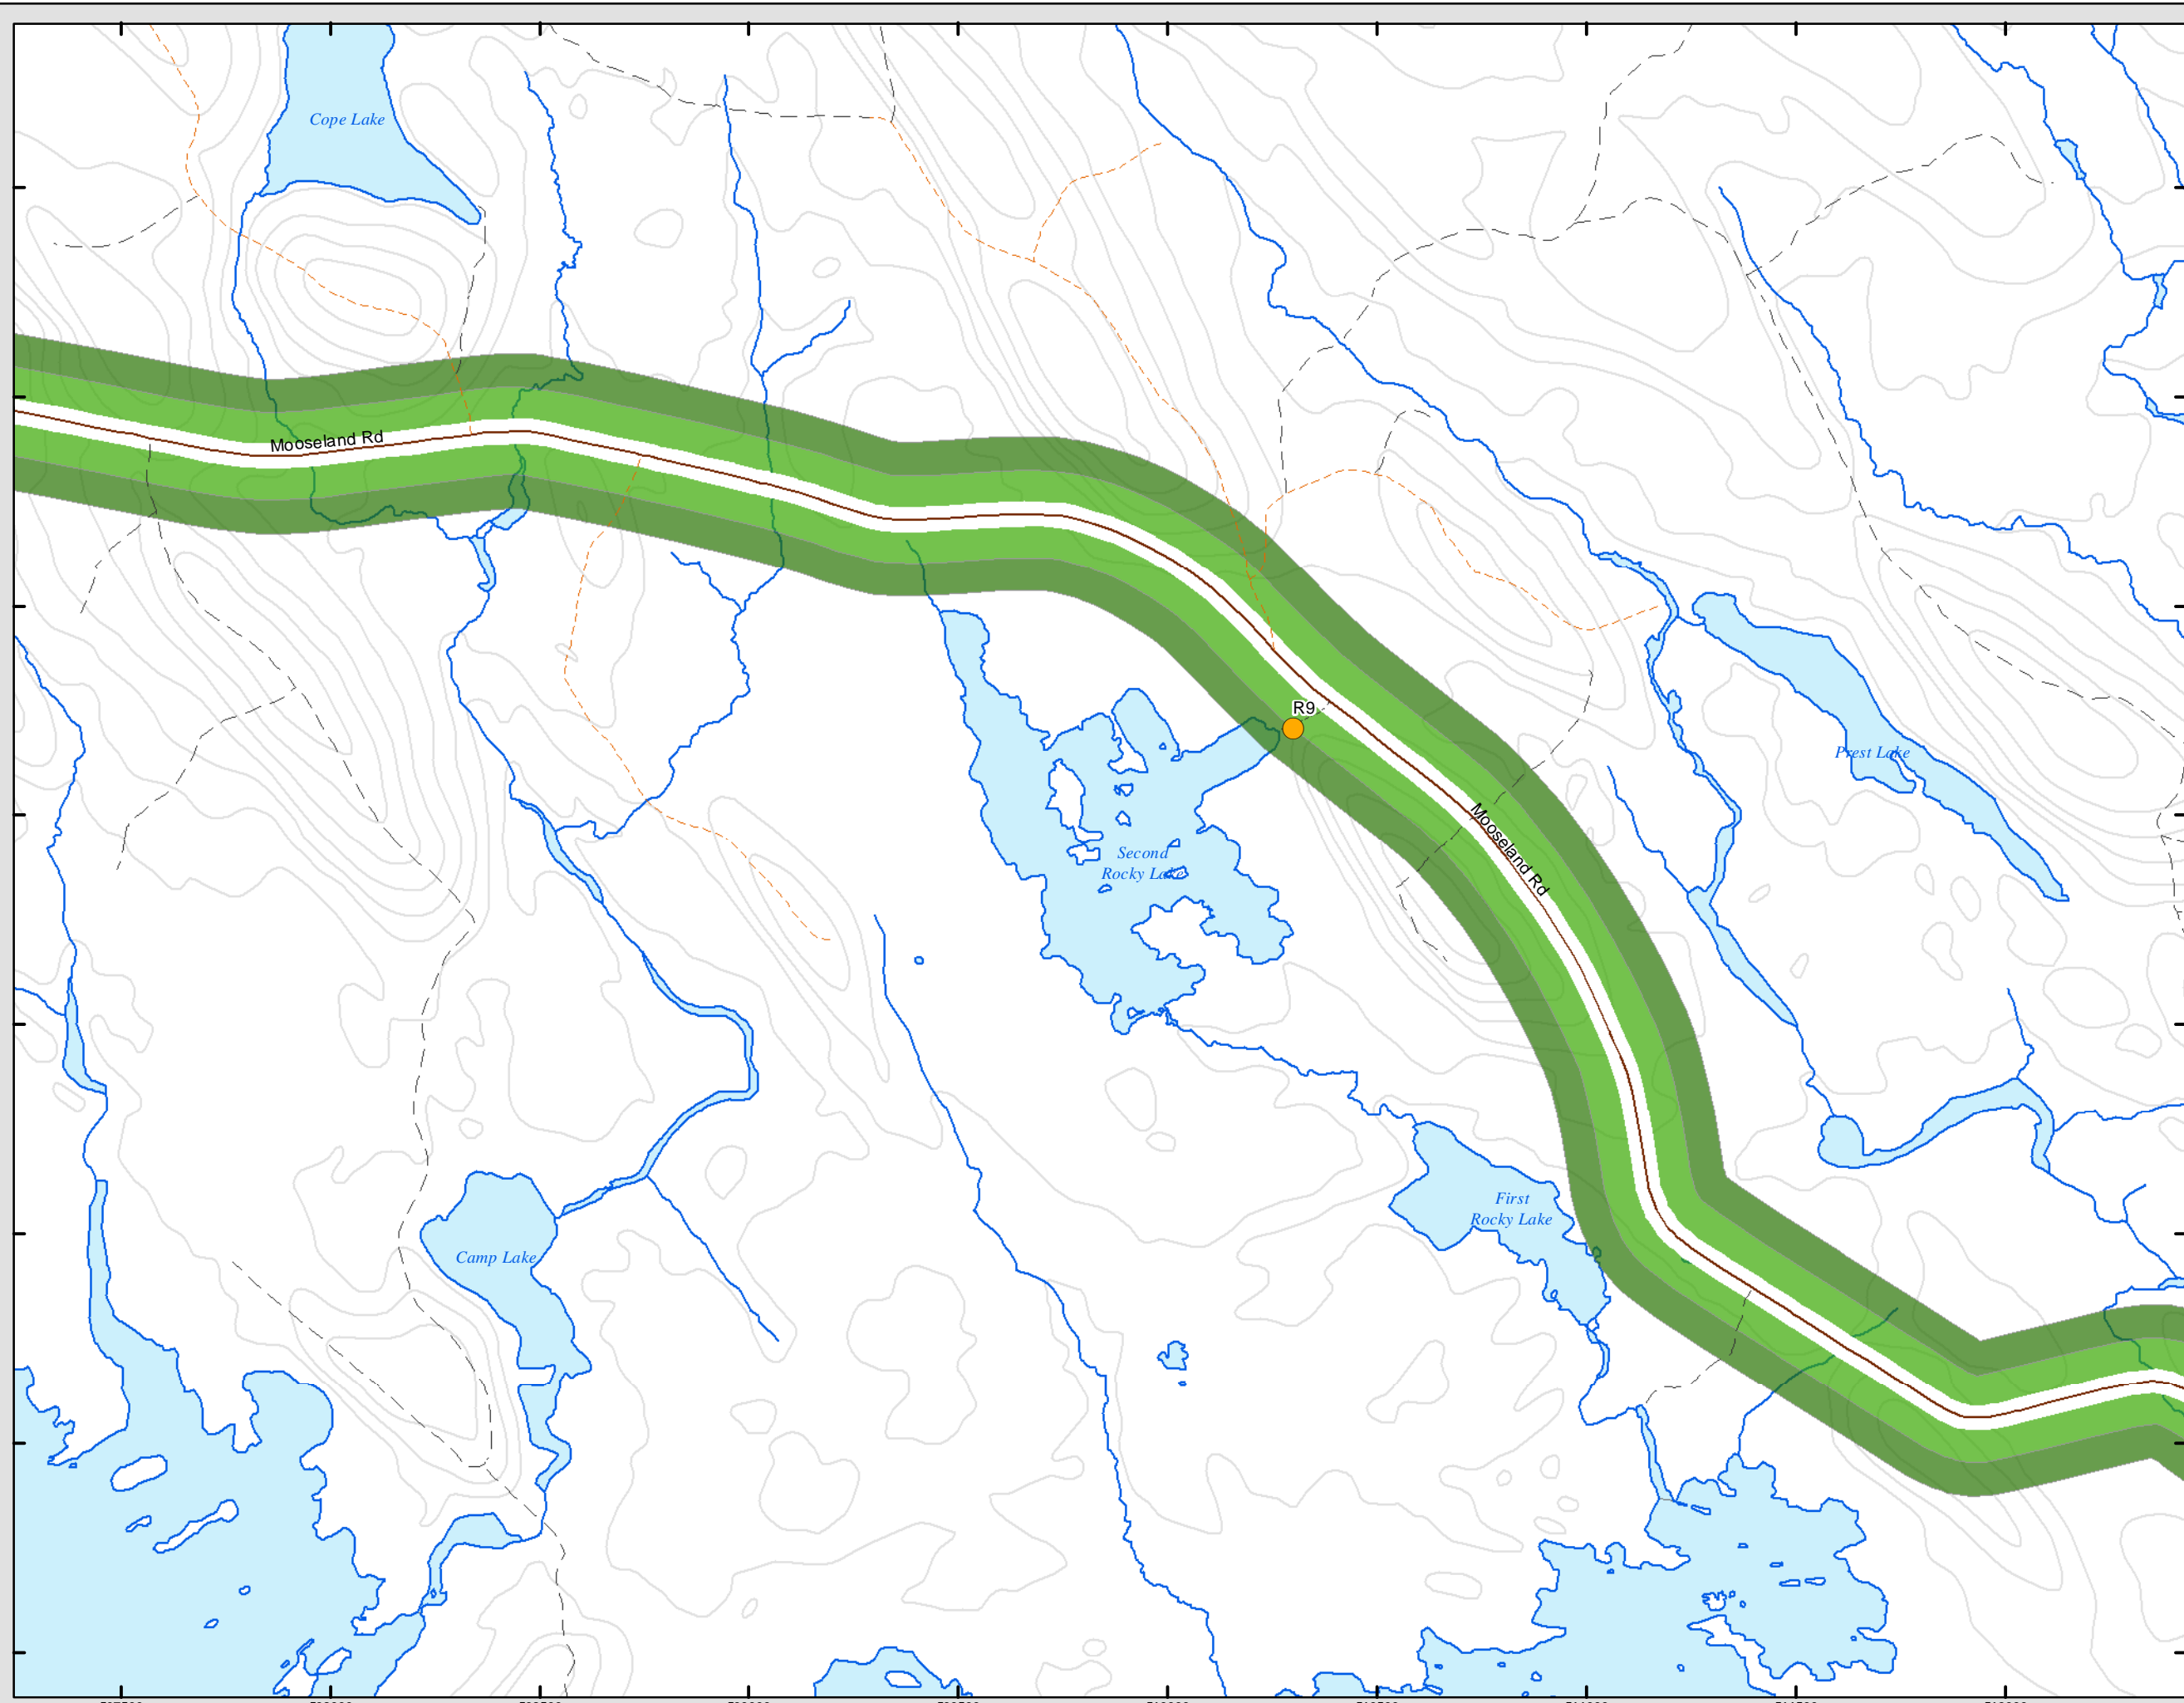 Cope Lake
Mooseland Rd
R9
Prest Lake
Mooseland Rd
Second
Rocky Lake
First
Rocky Lake
Camp Lake